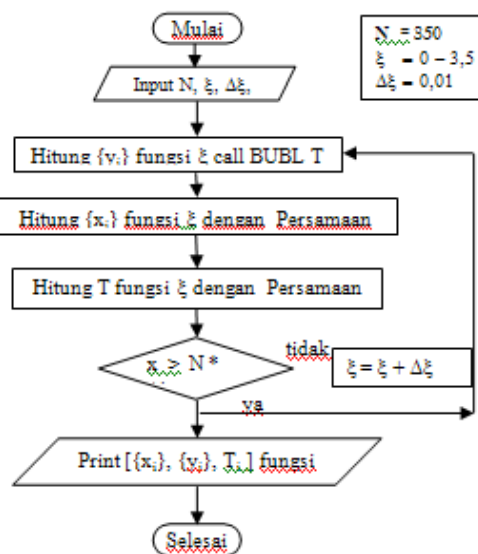 Mulai
N = 350
ξ = 0 – 3,5
Δξ = 0,01
Input N, ξ, Δξ,
Hitung {yᵢ} fungsi ξ call BUBL T
Hitung {xᵢ} fungsi ξ dengan Persamaan
Hitung T fungsi ξ dengan Persamaan
x ≥ N *
tidak
ξ = ξ + Δξ
ya
Print [{xᵢ}, {yᵢ}, Tᵢ ] fungsi
Selesai